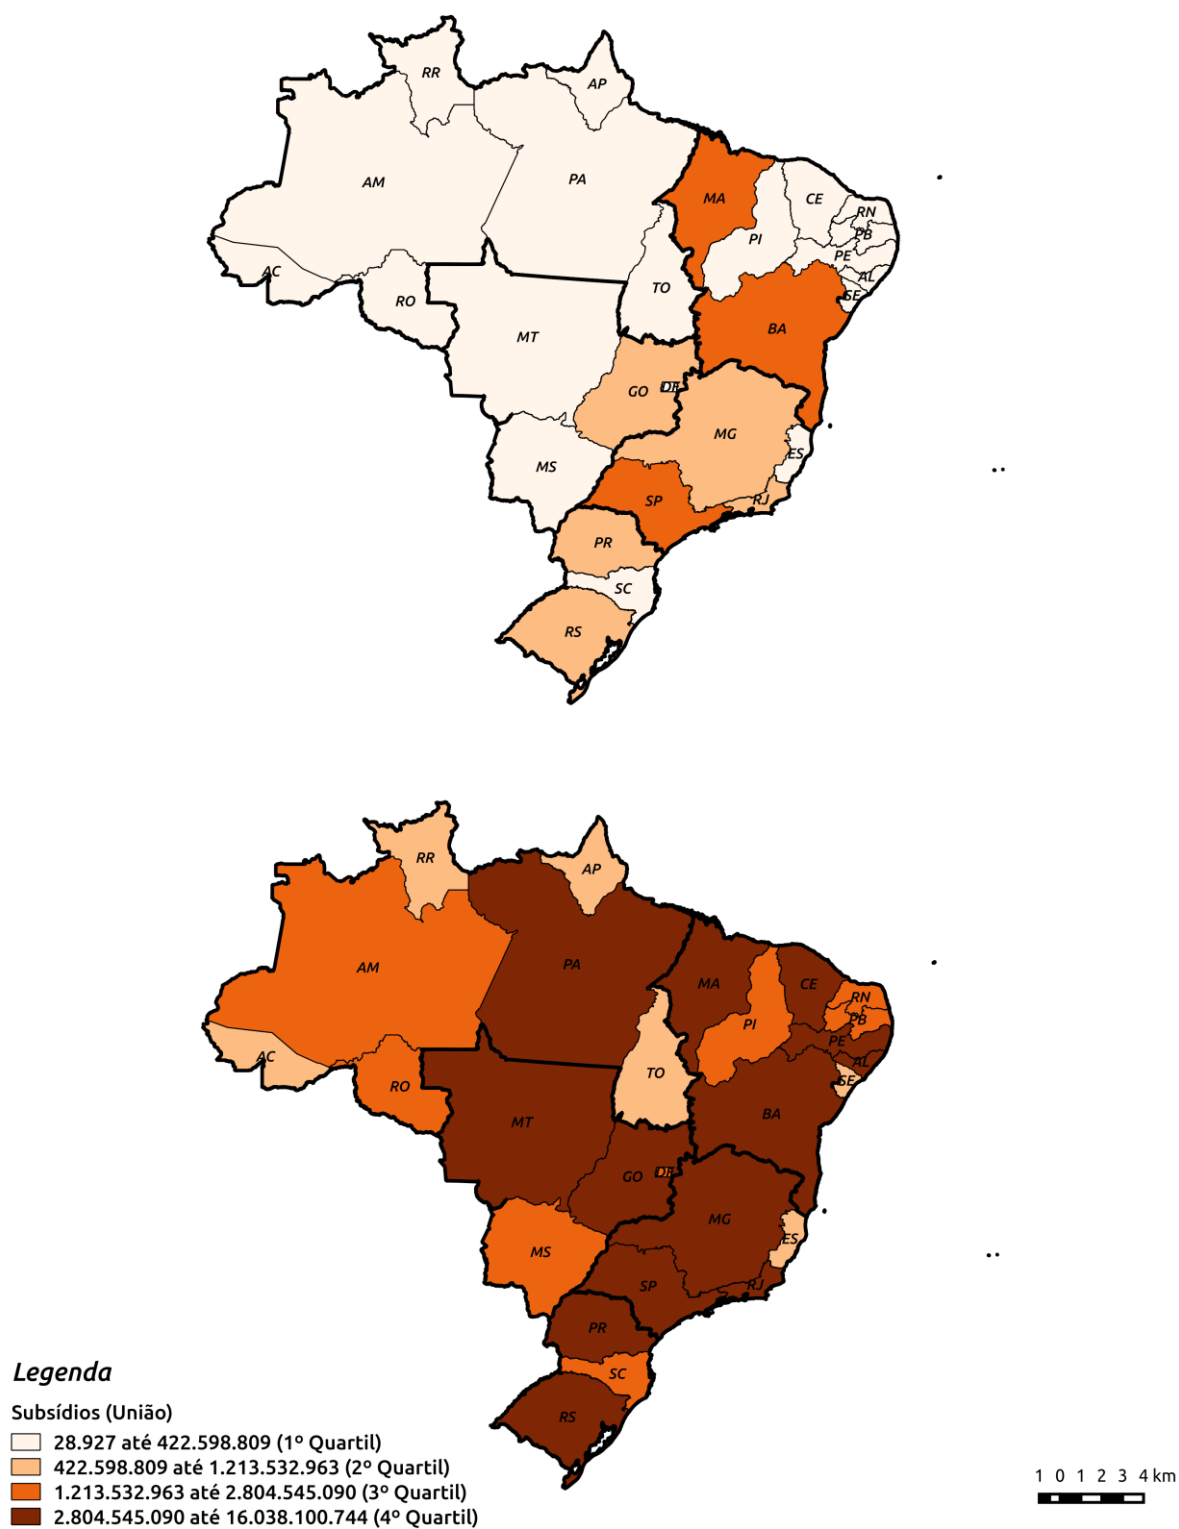 RR
AP
AM
PA
MA
CE
RN
PB
PI
PE
AL
SE
AC
RO
TO
MT
BA
GO
DF
MG
ES
MS
SP
RJ
PR
SC
RS
RR
AP
AM
PA
MA
CE
RN
PB
PI
PE
AL
SE
AC
RO
TO
MT
BA
GO
DF
MG
ES
MS
SP
RJ
PR
SC
RS
Legenda
Subsídios (União)
28.927 até 422.598.809 (1º Quartil)
422.598.809 até 1.213.532.963 (2º Quartil)
1.213.532.963 até 2.804.545.090 (3º Quartil)
2.804.545.090 até 16.038.100.744 (4º Quartil)
1 0 1 2 3 4 km